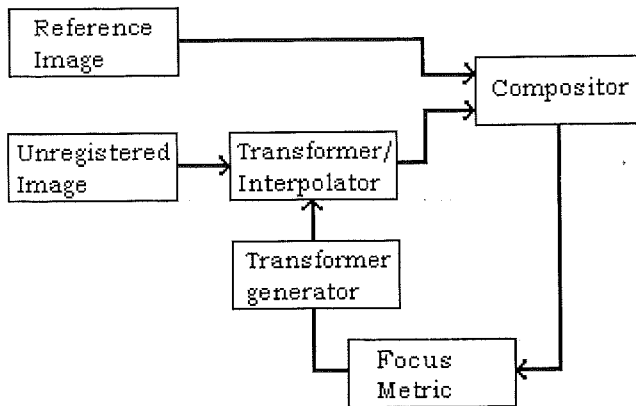 Reference
Image
Compositor
Unregistered
Image
Transformer/
Interpolator
Transformer
generator
Focus
Metric